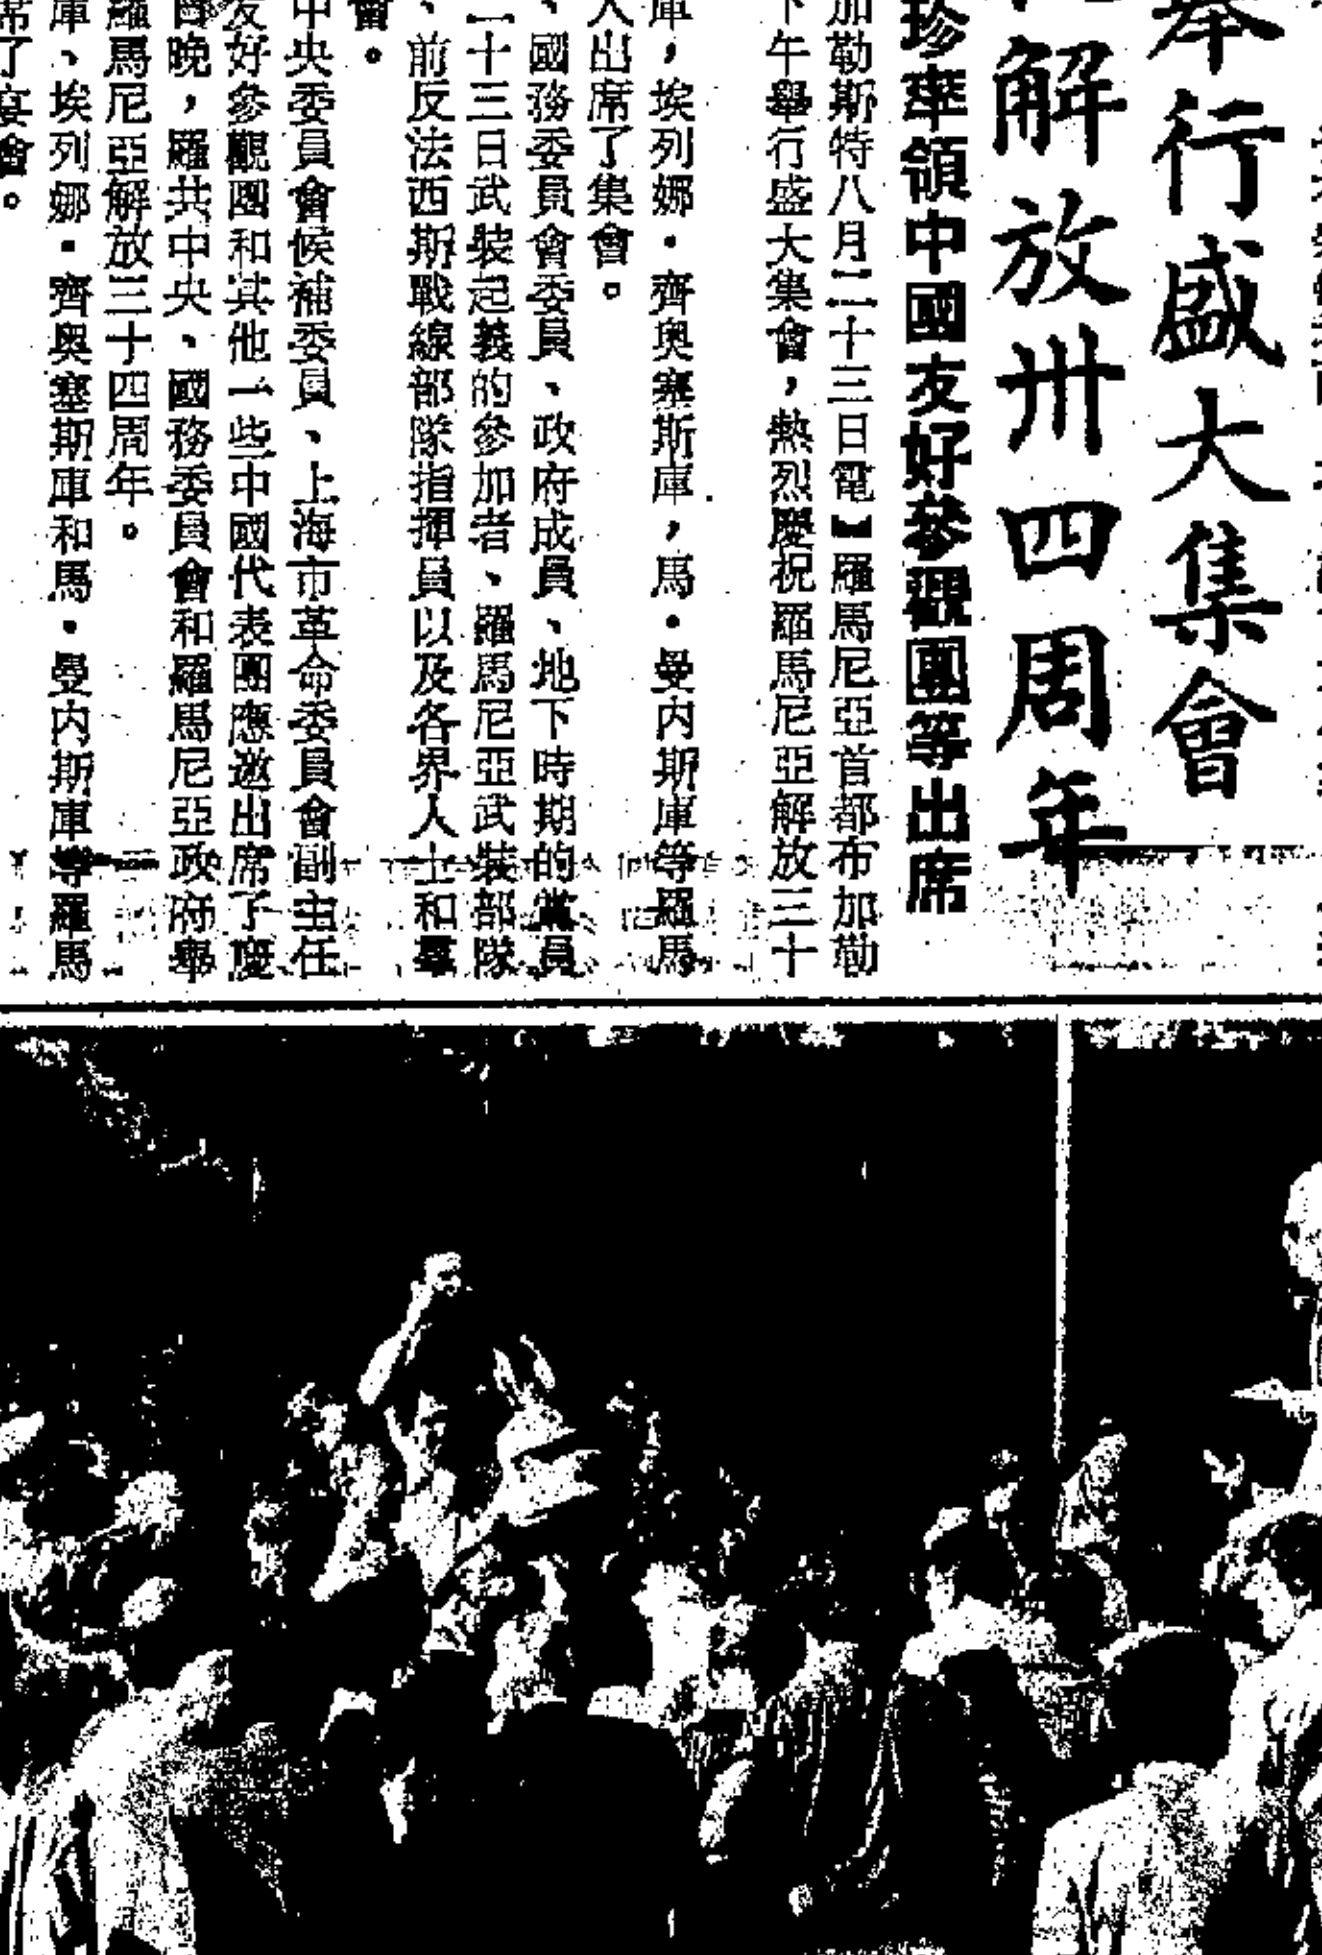 舉行盛大集會
解放卅四周年
珍率領中國友好參觀團等出席
加勒斯特八月二十三日電】羅馬尼亞首都布加勒
下午舉行盛大集會，熱烈慶祝羅馬尼亞解放三十
庫，埃列娜·齊奧塞斯庫，馬·曼內斯庫等羅馬
人出席了集會。
、國務委員會委員、政府成員、地下時期的黨員
二十三日武裝起義的參加者、羅馬尼亞武裝部隊
、前反法西斯戰線部隊指揮員以及各界人士和羣
會。
中央委員會候補委員、上海市革命委員會副主任
友好參觀團和其他一些中國代表團應邀出席了慶
日晚，羅共中央、國務委員會和羅馬尼亞政府舉
羅馬尼亞解放三十四周年。
庫、埃列娜·齊奧塞斯庫和馬·曼內斯庫等羅馬
席了宴會。